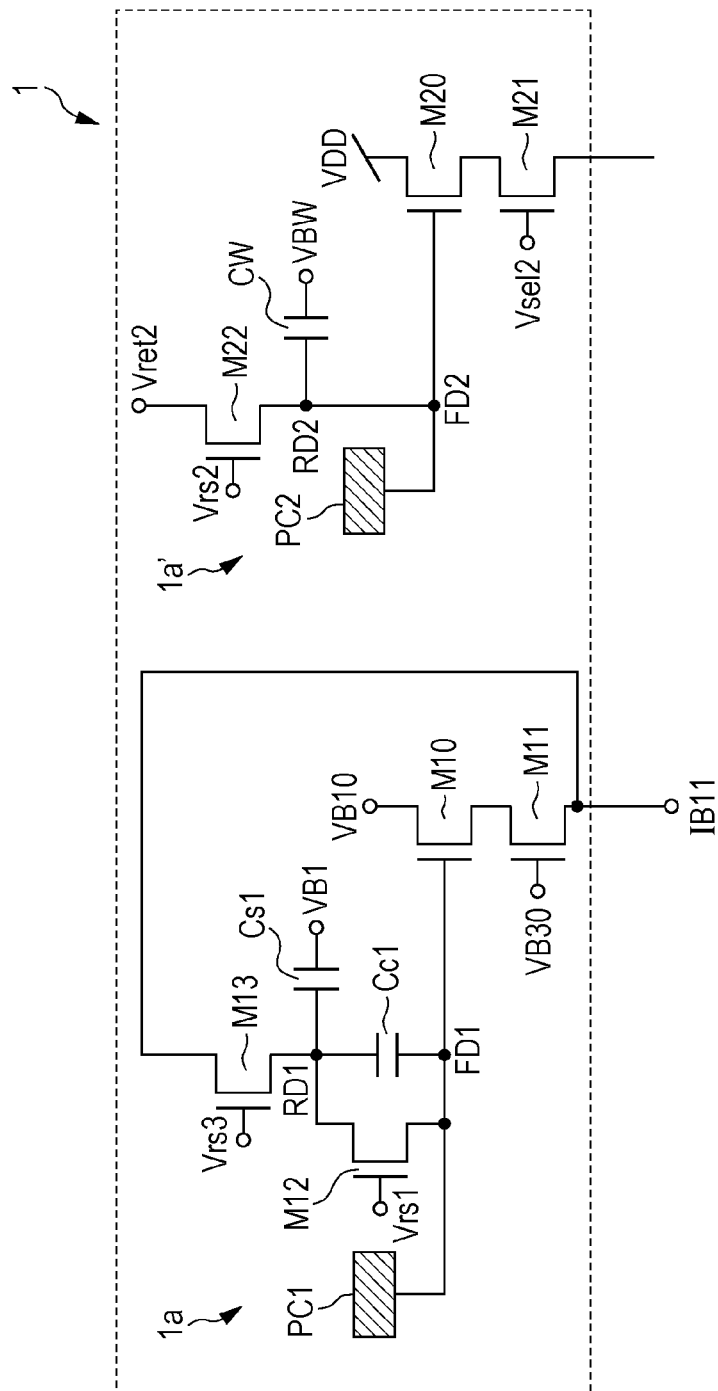 1
1a
PC1
M12
Vrs1
Vrs3
M13
RD1
Cs1
VB1
Cc1
FD1
VB10
M10
M11
VB30
IB11
1a'
PC2
Vrs2
Vret2
M22
RD2
CW
VBW
FD2
VDD
M20
M21
Vsel2